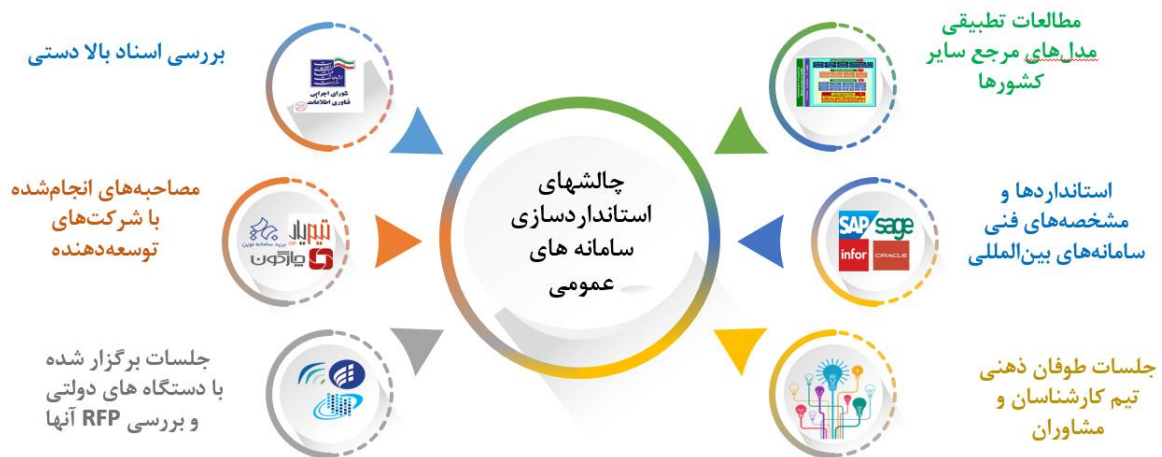 مطالعات تطبیقی
مدل‌های مرجع سایر
کشورها
استانداردها و
مشخصه‌های فنی
سامانه‌های بین‌المللی
SAP
sage
infor
ORACLE
جلسات طوفان ذهنی
تیم کارشناسان و
مشاوران
چالشهای
استانداردسازی
سامانه های
عمومی
بررسی اسناد بالا دستی
شورای اجرایی
فناوری اطلاعات
مصاحبه‌های انجام‌شده
با شرکت‌های
توسعه‌دهنده
تیم‌یار
برید سامانه نوین
چارگون
جلسات برگزار شده
با دستگاه های دولتی
و بررسی RFP آنها